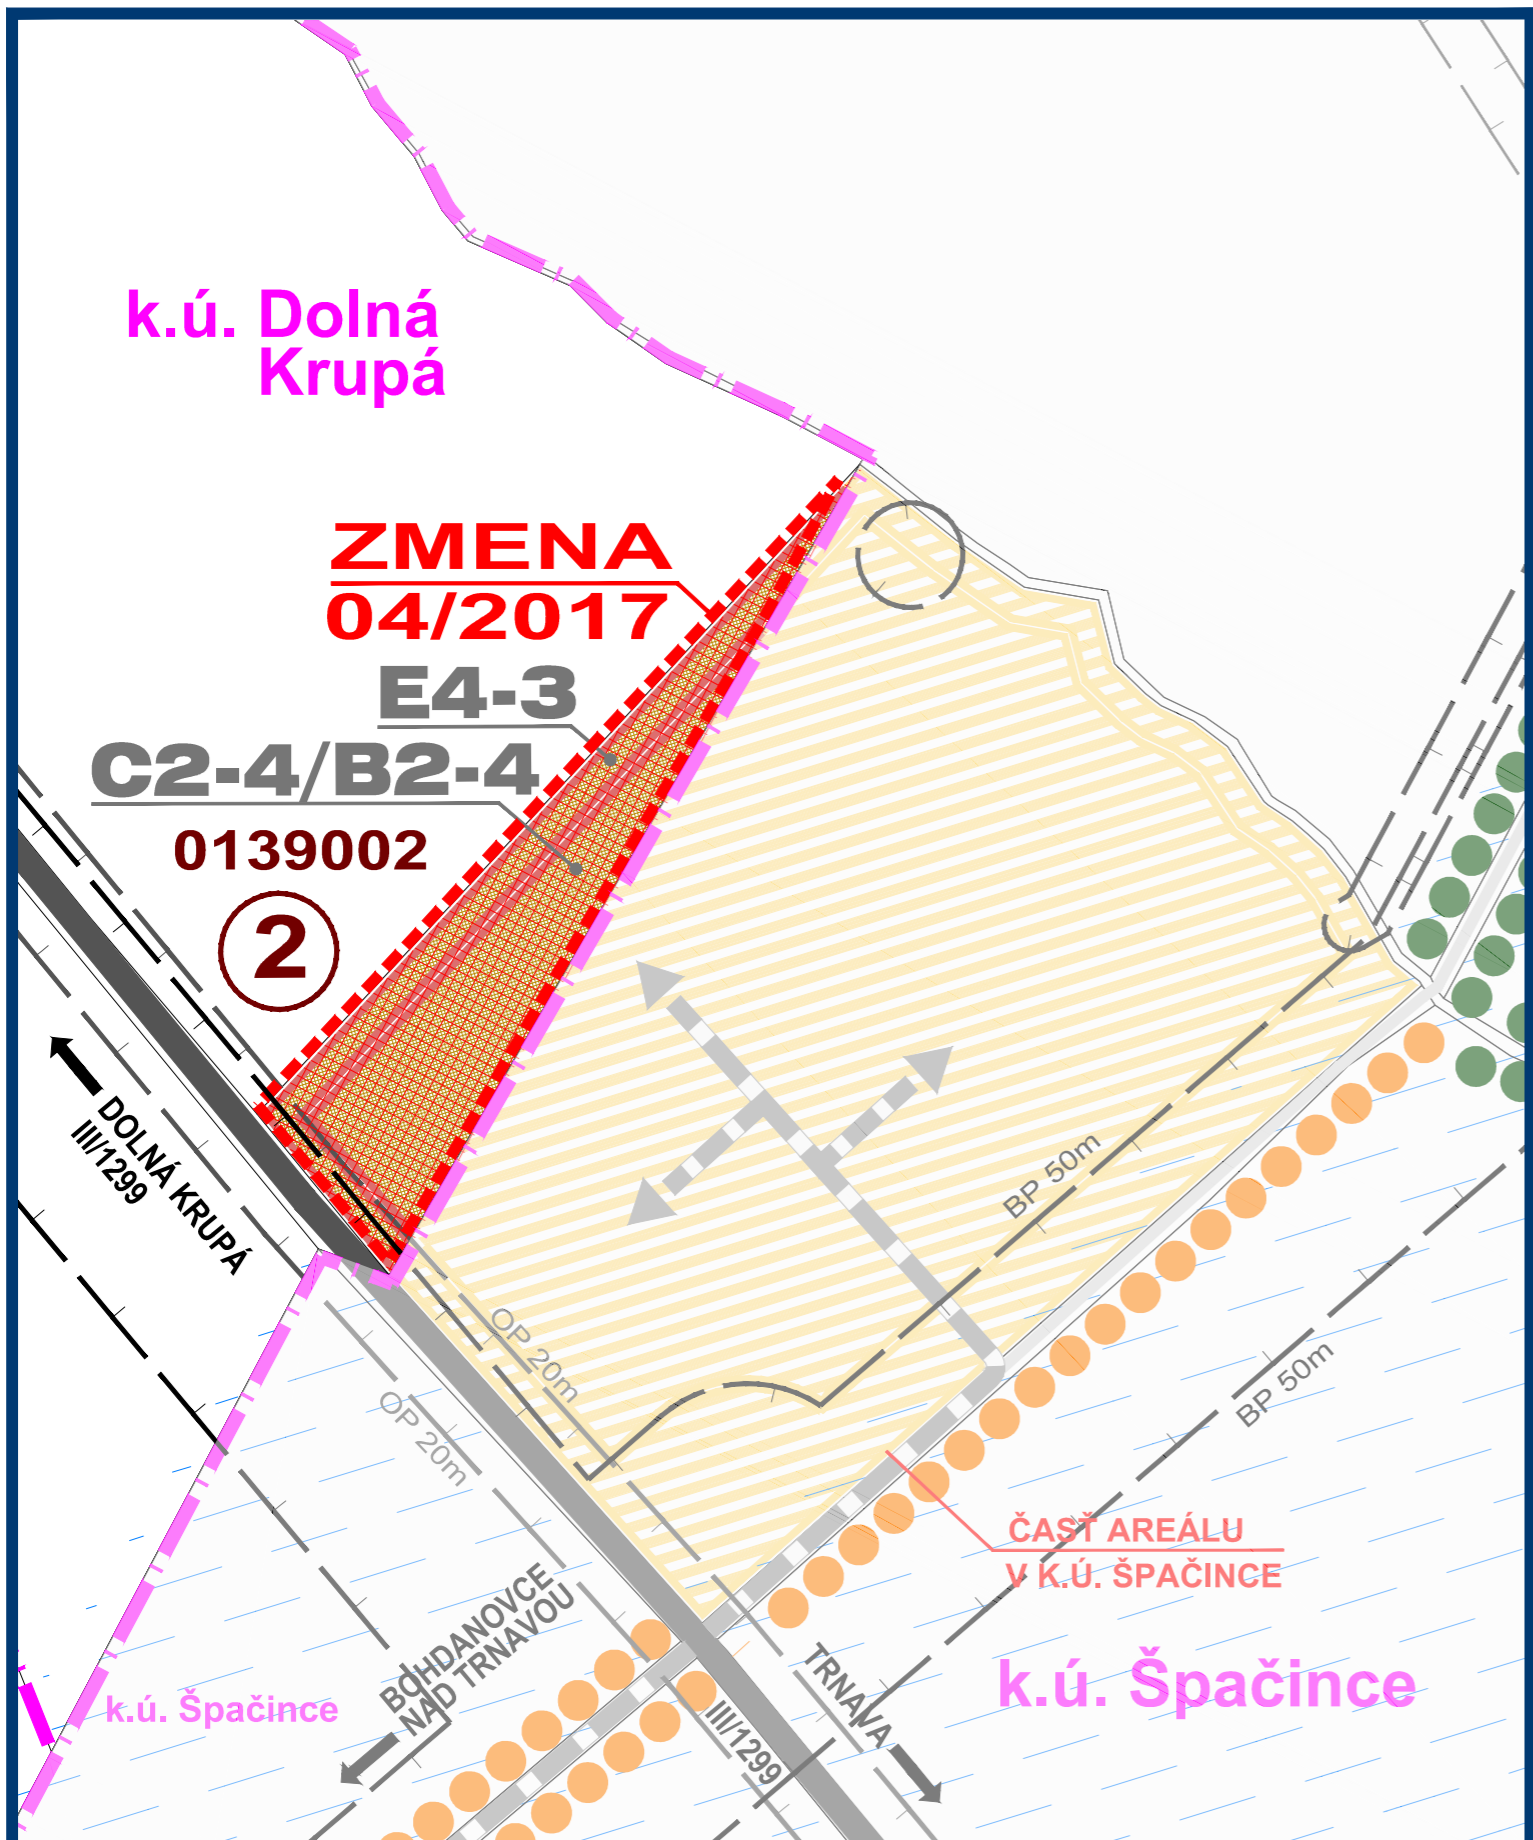 k.ú. Dolná
Krupá
ZMENA
04/2017
E4-3
C2-4/B2-4
0139002
2
DOLNÁ KRUPÁ
III/1299
BP 50m
OP 20m
OP 20m
BP 50m
ČASŤ AREÁLU
V K.Ú. ŠPAČINCE
BOHDANOVCE
NAD TRNAVOU
TRNAVA
III/1299
k.ú. Špačince
k.ú. Špačince